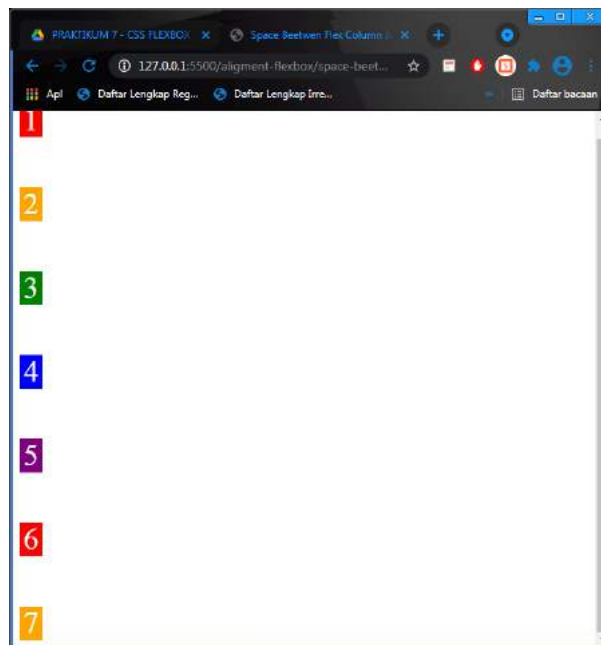 PRAKTIKUM 7 - CSS FLEXBOX
Space Beetwen Flex Column
127.0.0.1:5500/aligment-flexbox/space-beet...
Apl
Daftar Lengkap Reg...
Daftar Lengkap Irre...
Daftar bacaan
1
2
3
4
5
6
7